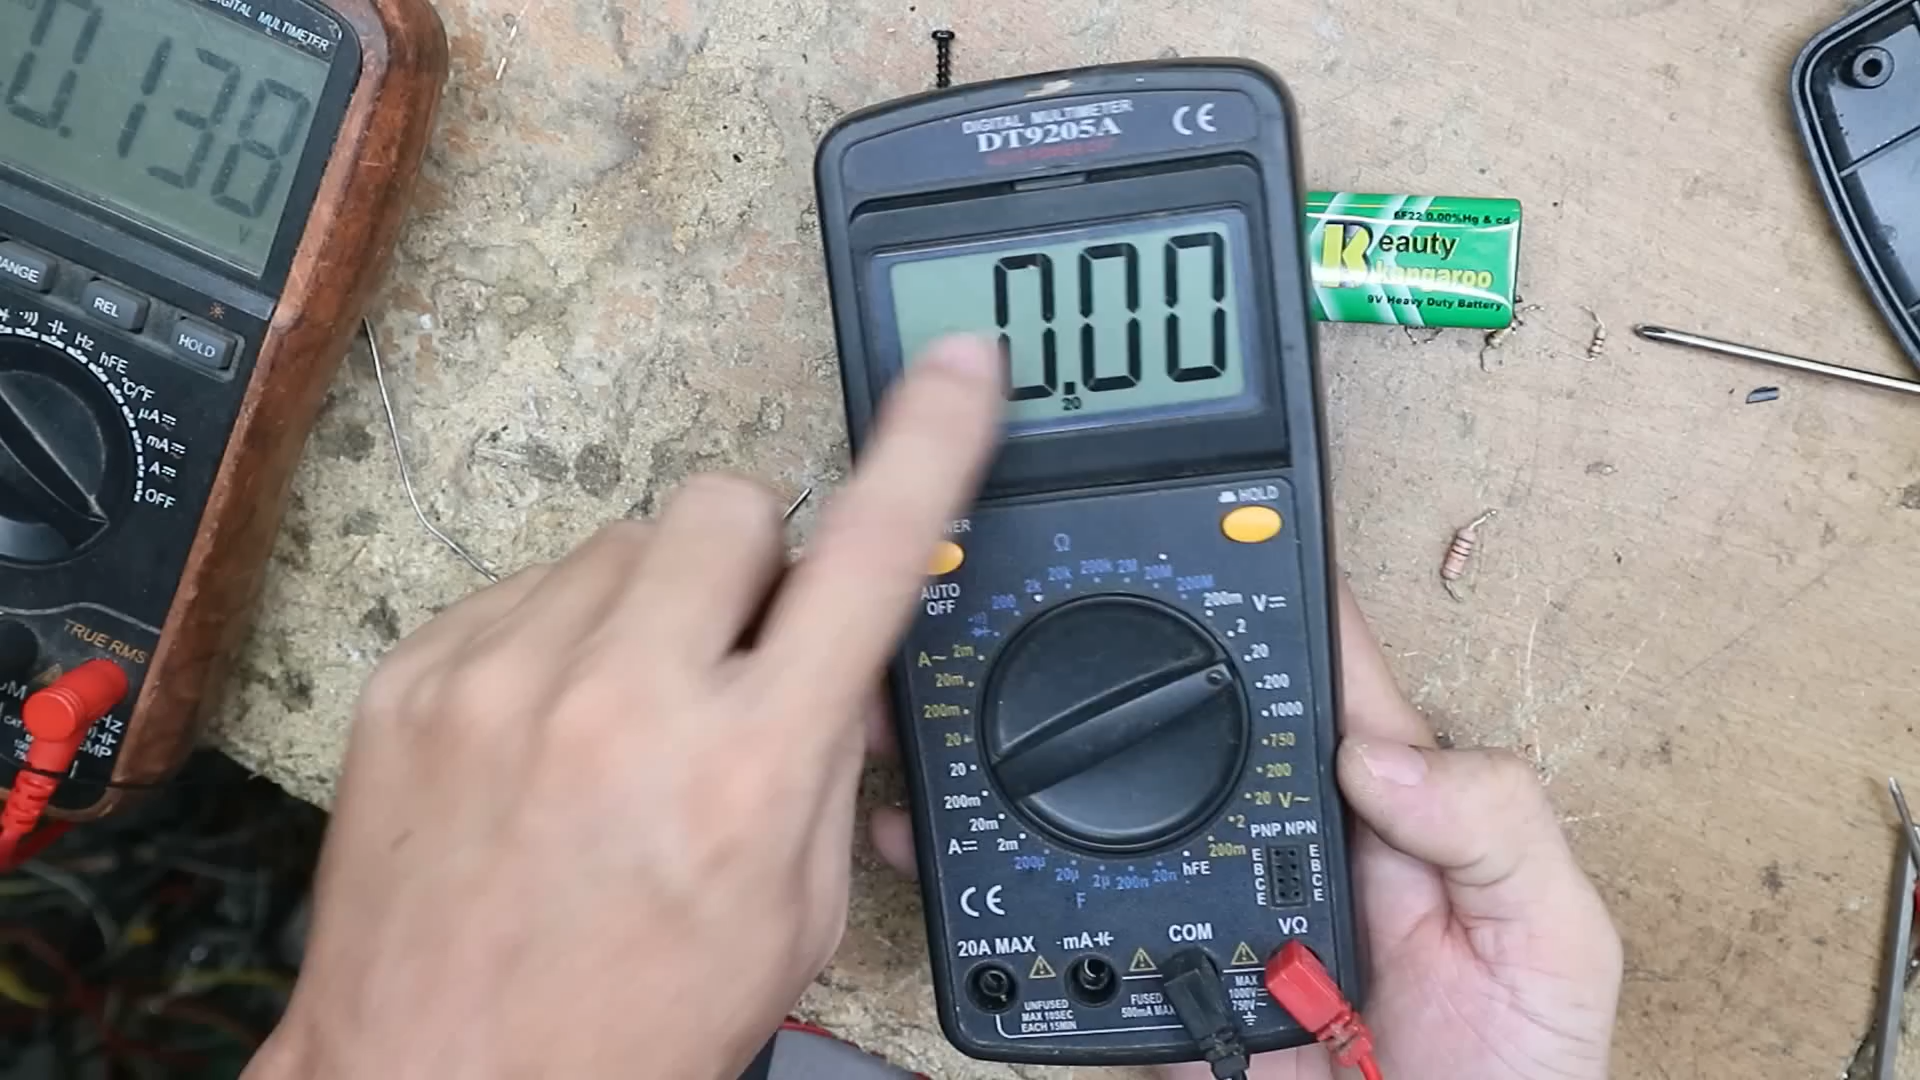 DIGITAL MULTIMETER
0.138
V
REL
HOLD
Hz
hFE
°C/°F
µA
mA
A
OFF
TRUE RMS
DIGITAL MULTIMETER
DT9205A
CE
0.00
20
6F22 0.00%Hg & cd
Beauty
kangaroo
9V Heavy Duty Battery
HOLD
AUTO
OFF
Ω
200 2k 20k 200k 2M 20M 200M
200m V
2
20
200
1000
750
200
20 V~
2
200m
A~ 2m
20m
200m
20
20
200m
20m
A 2m
200µ 20µ 2µ 200n 20n hFE
F
PNP NPN
E E
B B
C C
E E
CE
20A MAX mA COM VΩ
UNFUSED
MAX 10SEC
EACH 15MIN
FUSED
500mA MAX
MAX
1000V
750V~